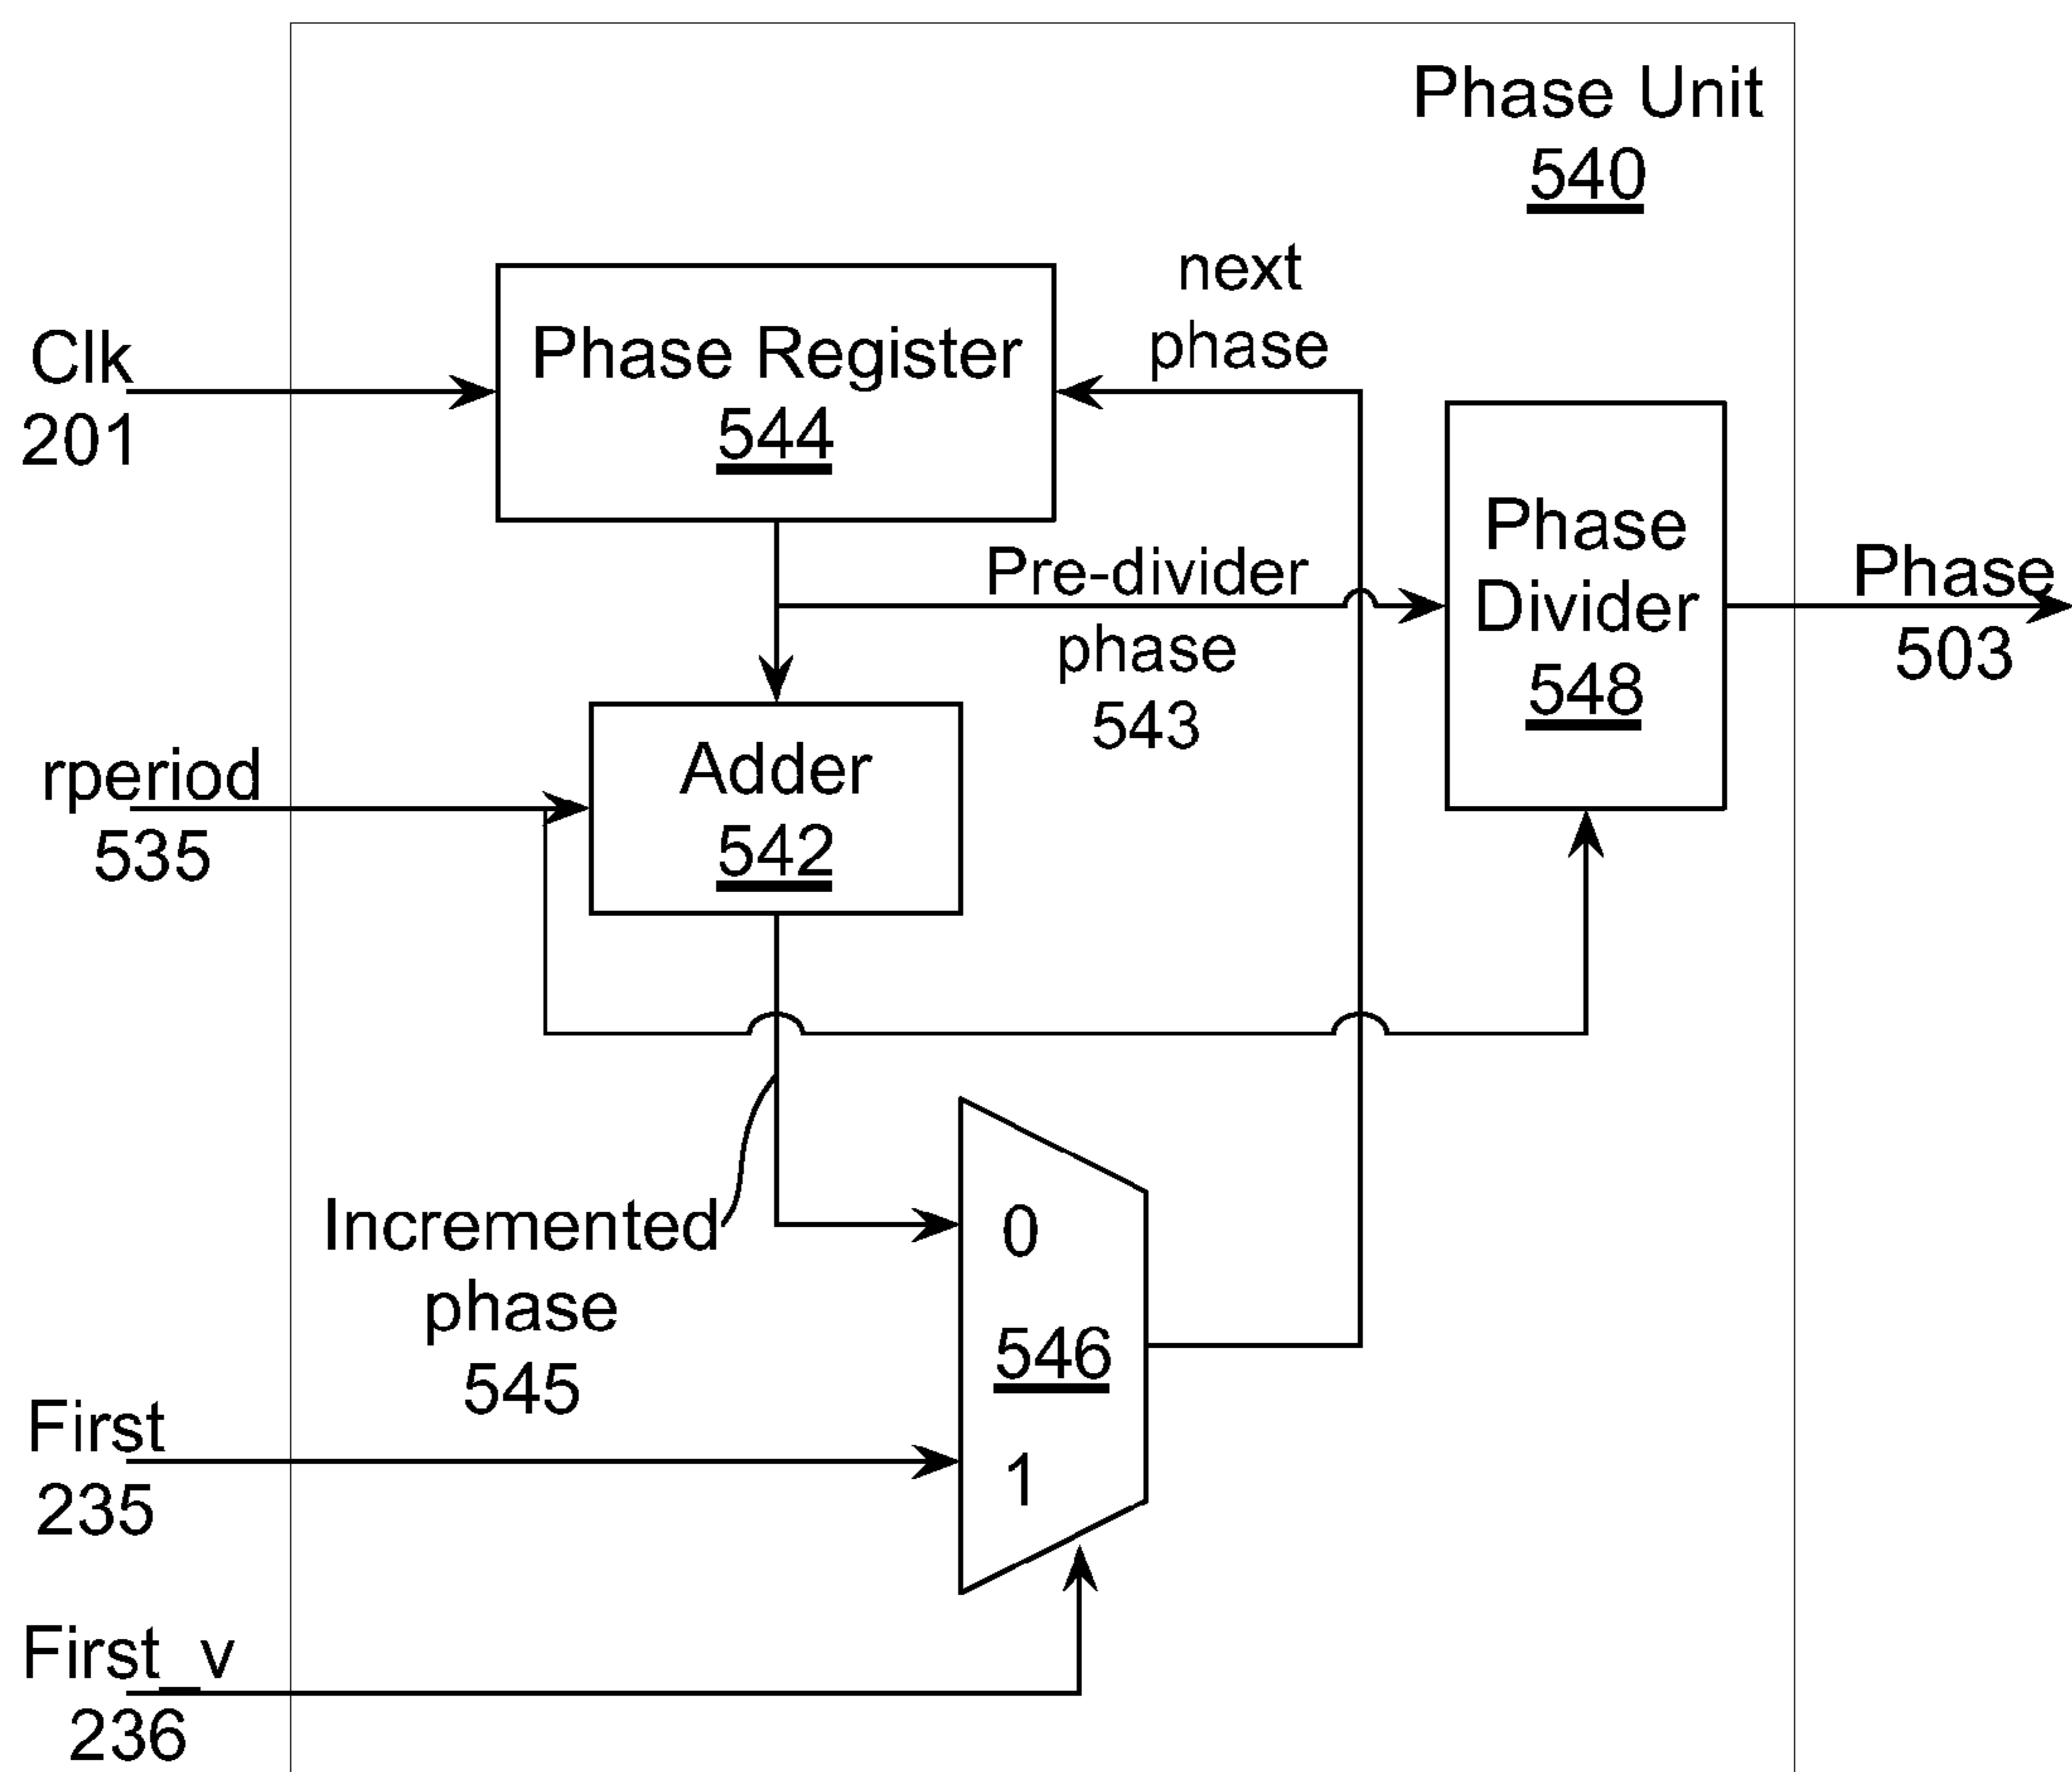 Phase Unit
540
next
phase
Clk
201
Phase Register
544
Pre-divider
phase
543
Phase
Divider
548
Phase
503
rperiod
535
Adder
542
Incremented
phase
545
0
546
1
First
235
First_v
236